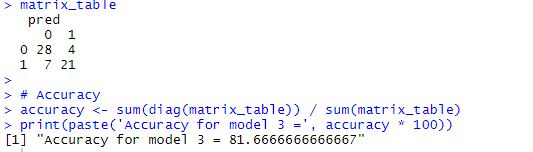 > matrix_table
pred
0 1
0 28 4
1 7 21
>
> # Accuracy
> accuracy <- sum(diag(matrix_table)) / sum(matrix_table)
> print(paste('Accuracy for model 3 =', accuracy * 100))
[1] "Accuracy for model 3 = 81.6666666666667"